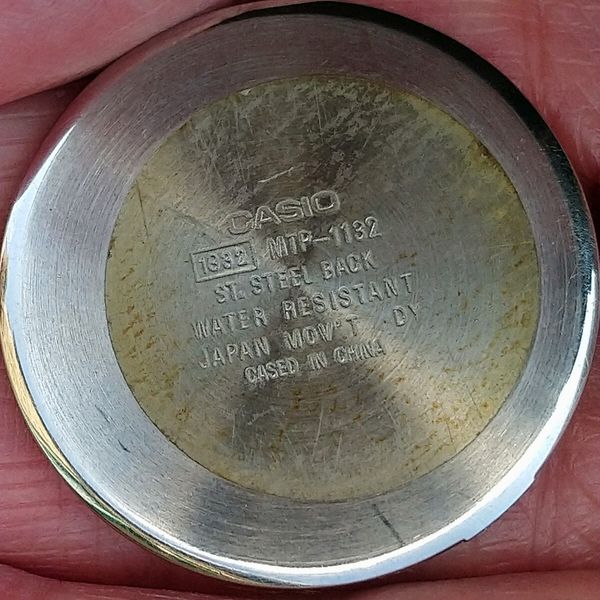 CASIO
1332 MTP-1132
ST. STEEL BACK
WATER RESISTANT
JAPAN MOV'T DY
CASED IN CHINA